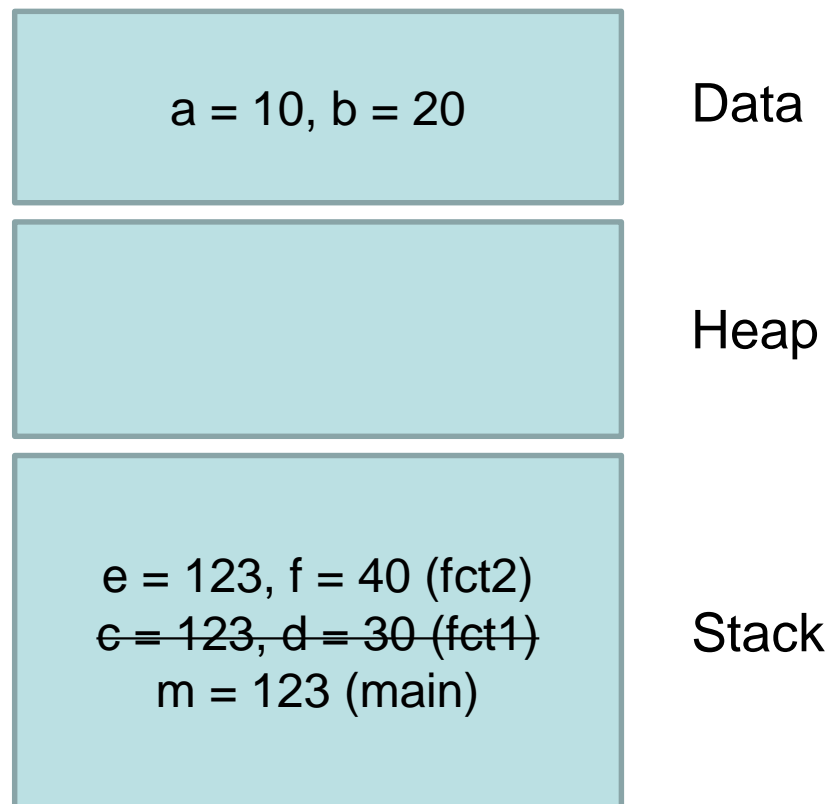 a = 10, b = 20
Data
Heap
e = 123, f = 40 (fct2)
c = 123, d = 30 (fct1)
m = 123 (main)
Stack